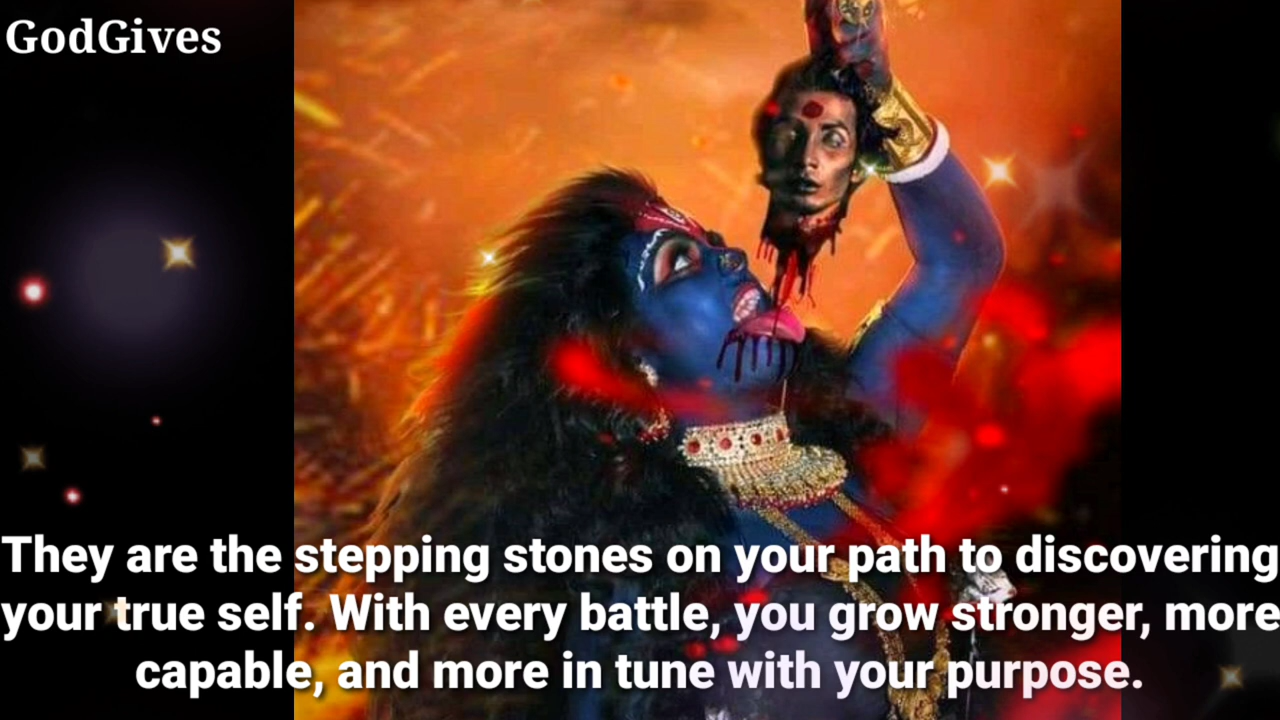 GodGives
They are the stepping stones on your path to discovering
your true self. With every battle, you grow stronger, more
capable, and more in tune with your purpose.